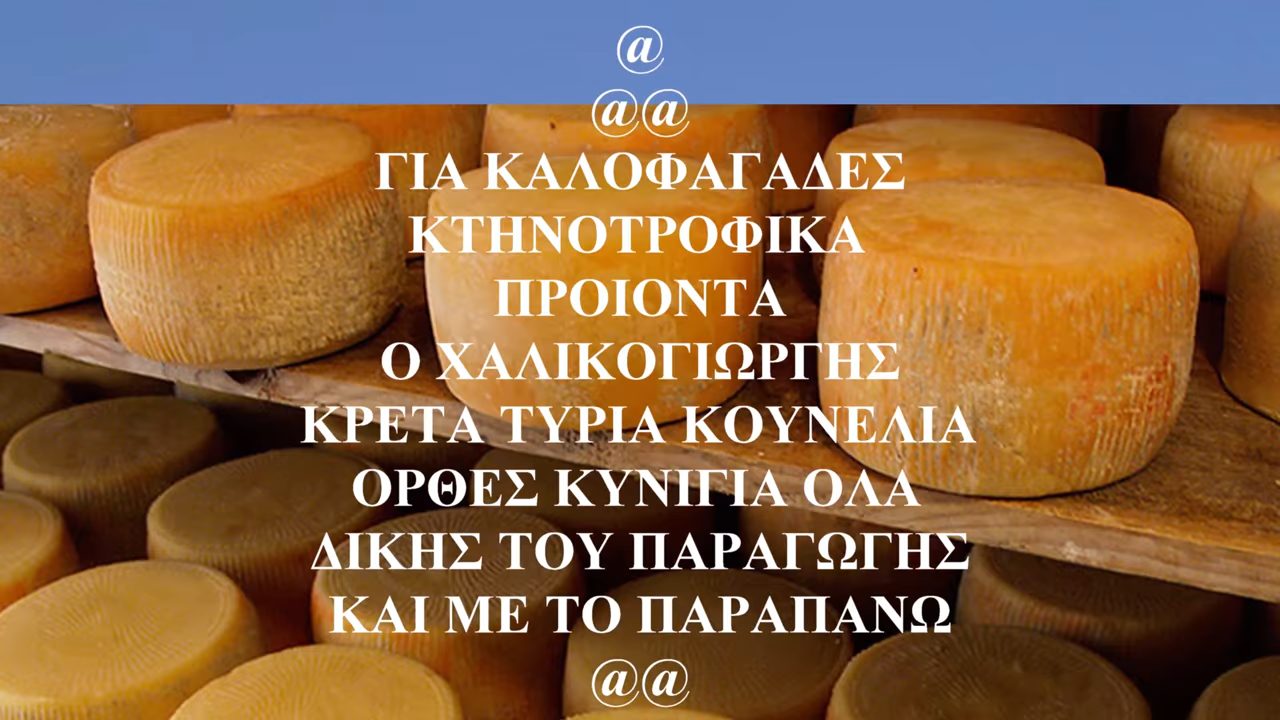 @
@@
ΓΙΑ ΚΑΛΟΦΑΓΑΔΕΣ
ΚΤΗΝΟΤΡΟΦΙΚΑ
ΠΡΟΙΟΝΤΑ
Ο ΧΑΛΙΚΟΓΙΩΡΓΗΣ
ΚΡΕΤΑ ΤΥΡΙΑ ΚΟΥΝΕΛΙΑ
ΟΡΘΕΣ ΚΥΝΙΓΙΑ ΟΛΑ
ΔΙΚΗΣ ΤΟΥ ΠΑΡΑΓΩΓΗΣ
ΚΑΙ ΜΕ ΤΟ ΠΑΡΑΠΑΝΩ
@@